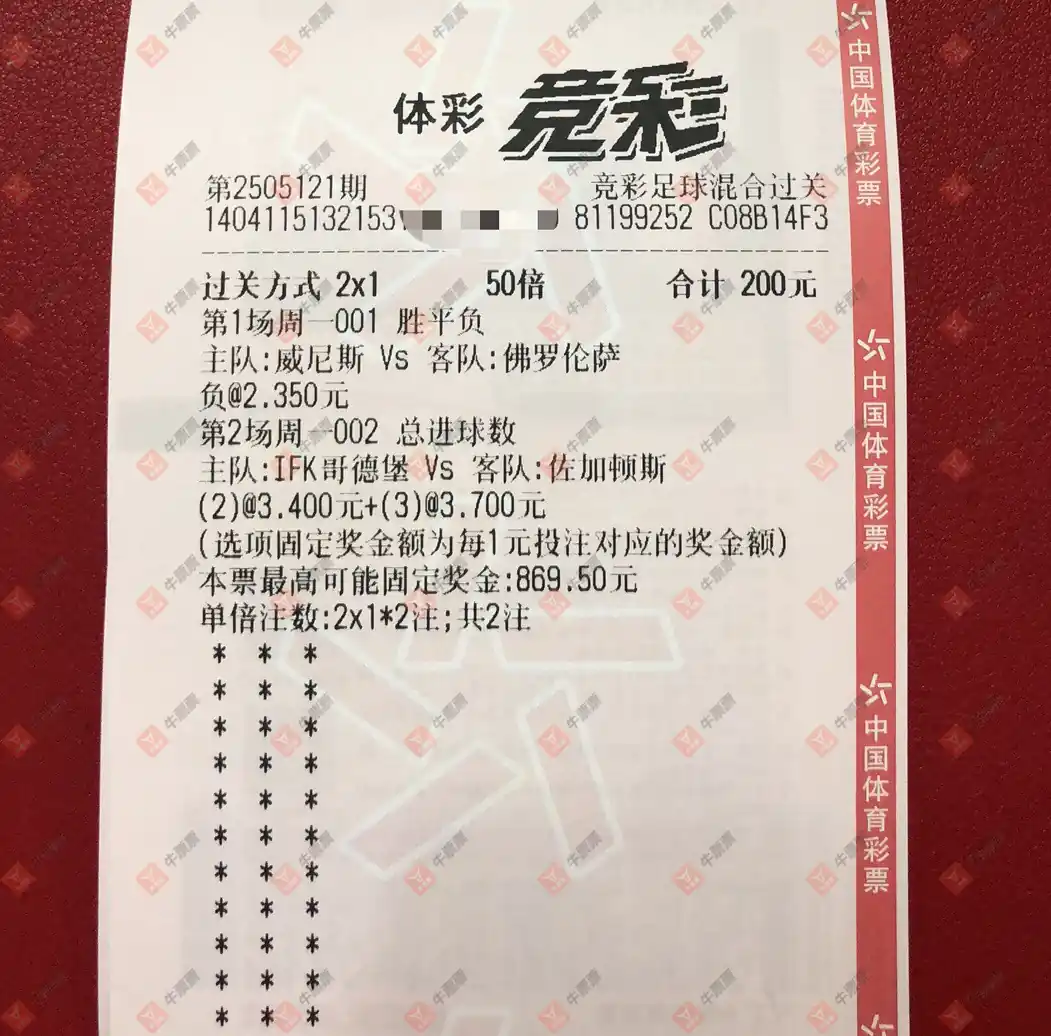 体彩 竞彩
第2505121期 竞彩足球混合过关
14041151321531 81199252 C08B14F3
过关方式 2x1 50倍 合计 200元
第1场周一001 胜平负
主队:威尼斯 Vs 客队:佛罗伦萨
负@2.350元
第2场周一002 总进球数
主队:IFK哥德堡 Vs 客队:佐加顿斯
(2)@3.400元+(3)@3.700元
(选项固定奖金额为每1元投注对应的奖金额)
本票最高可能固定奖金:869.50元
单倍注数:2x1*2注;共2注
* * *
* * *
* * *
* * *
* * *
* * *
* * *
* * *
* * *
* * *
* * *
中国体育彩票
中国体育彩票
中国体育彩票
牛票票